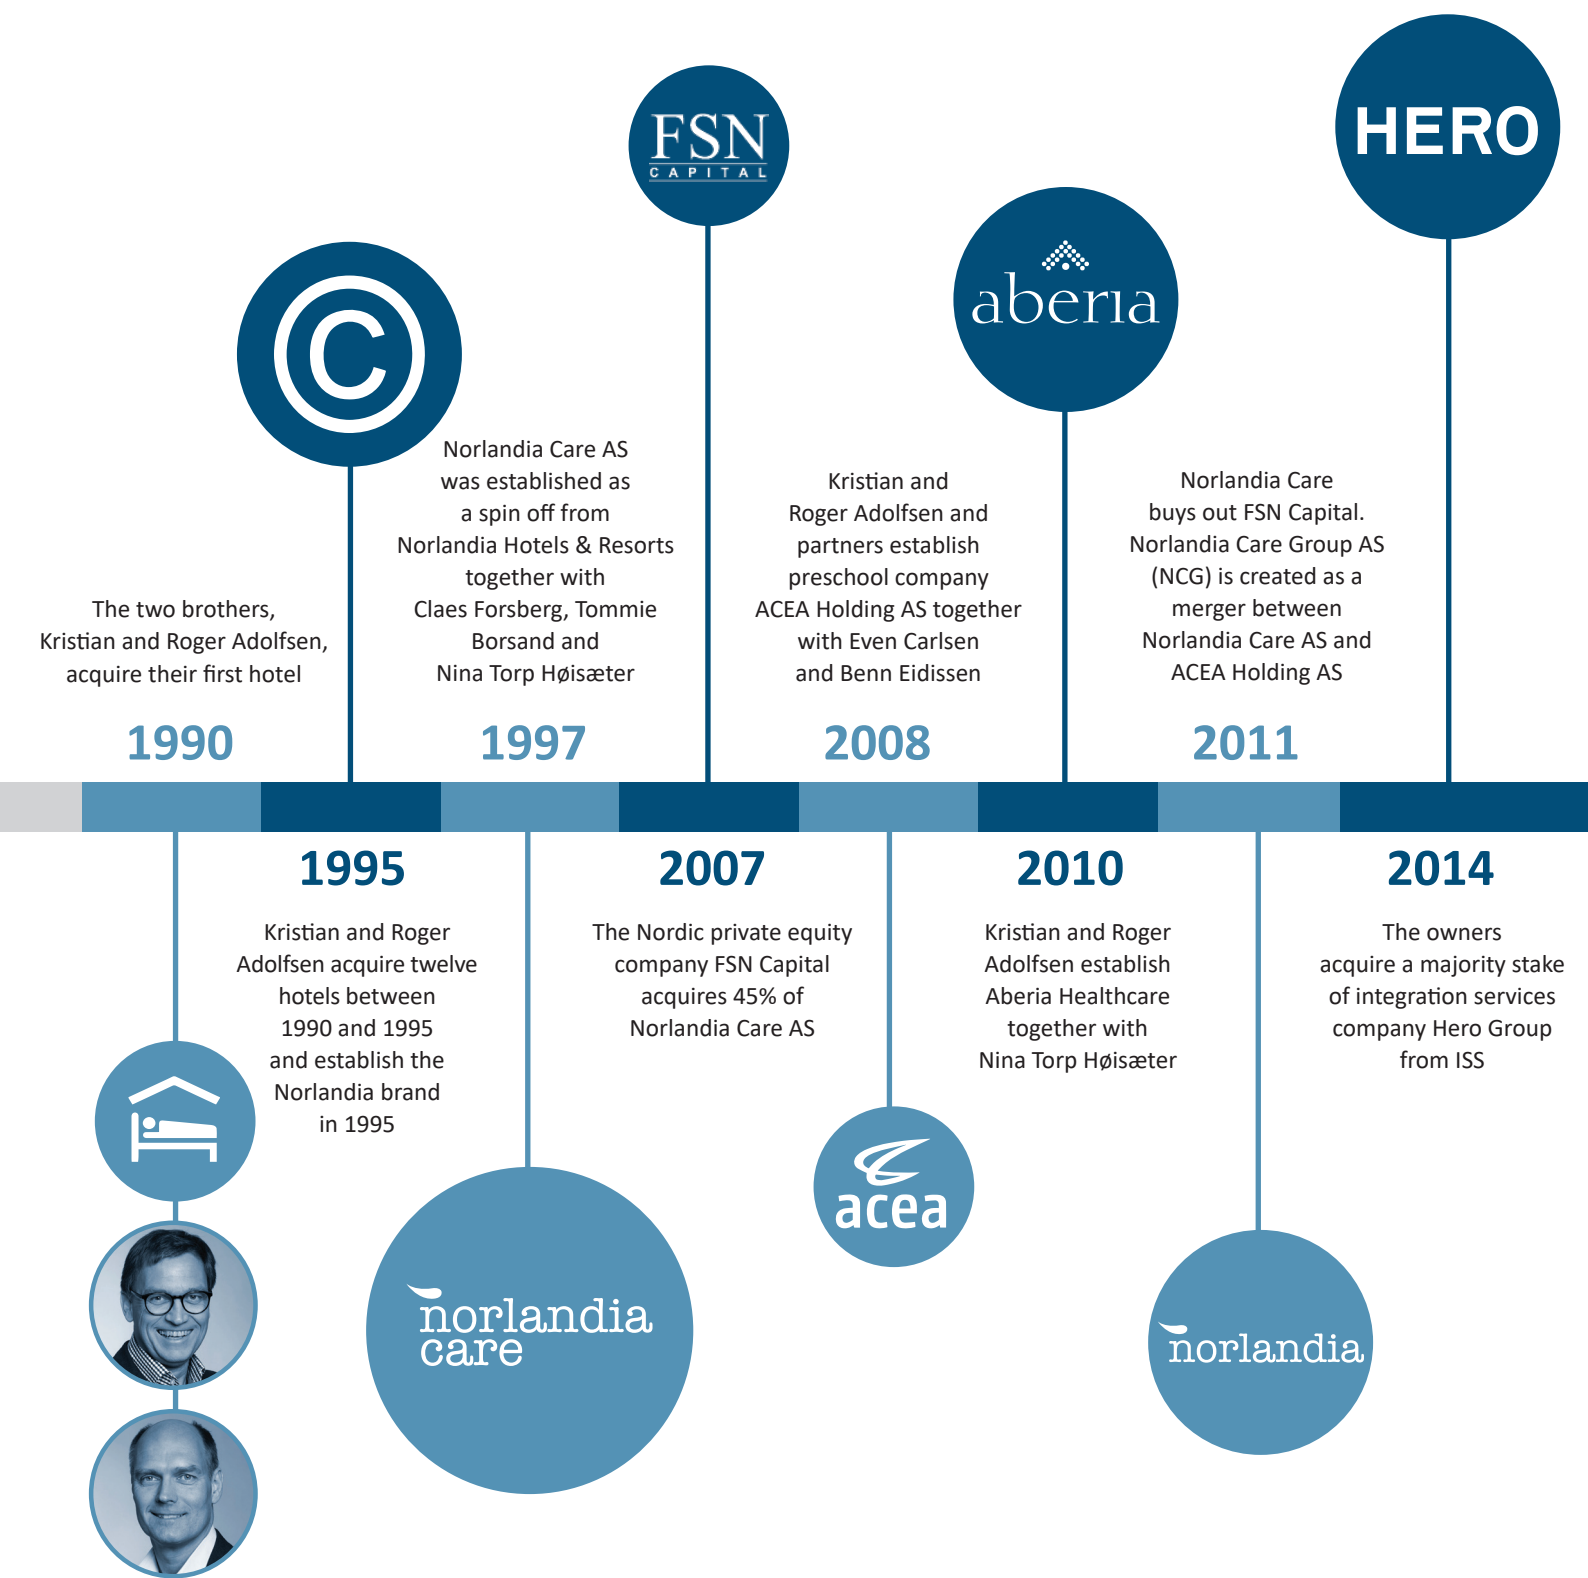 HERO
FSN
CAPITAL
aberia
©
The two brothers,
Kristian and Roger Adolfsen,
acquire their first hotel
1990
Norlandia Care AS
was established as
a spin off from
Norlandia Hotels & Resorts
together with
Claes Forsberg, Tommie
Borsand and
Nina Torp Høisæter
1997
Kristian and
Roger Adolfsen and
partners establish
preschool company
ACEA Holding AS together
with Even Carlsen
and Benn Eidissen
2008
Norlandia Care
buys out FSN Capital.
Norlandia Care Group AS
(NCG) is created as a
merger between
Norlandia Care AS and
ACEA Holding AS
2011
1995
Kristian and Roger
Adolfsen acquire twelve
hotels between
1990 and 1995
and establish the
Norlandia brand
in 1995
2007
The Nordic private equity
company FSN Capital
acquires 45% of
Norlandia Care AS
2010
Kristian and Roger
Adolfsen establish
Aberia Healthcare
together with
Nina Torp Høisæter
2014
The owners
acquire a majority stake
of integration services
company Hero Group
from ISS
norlandia
care
acea
norlandia